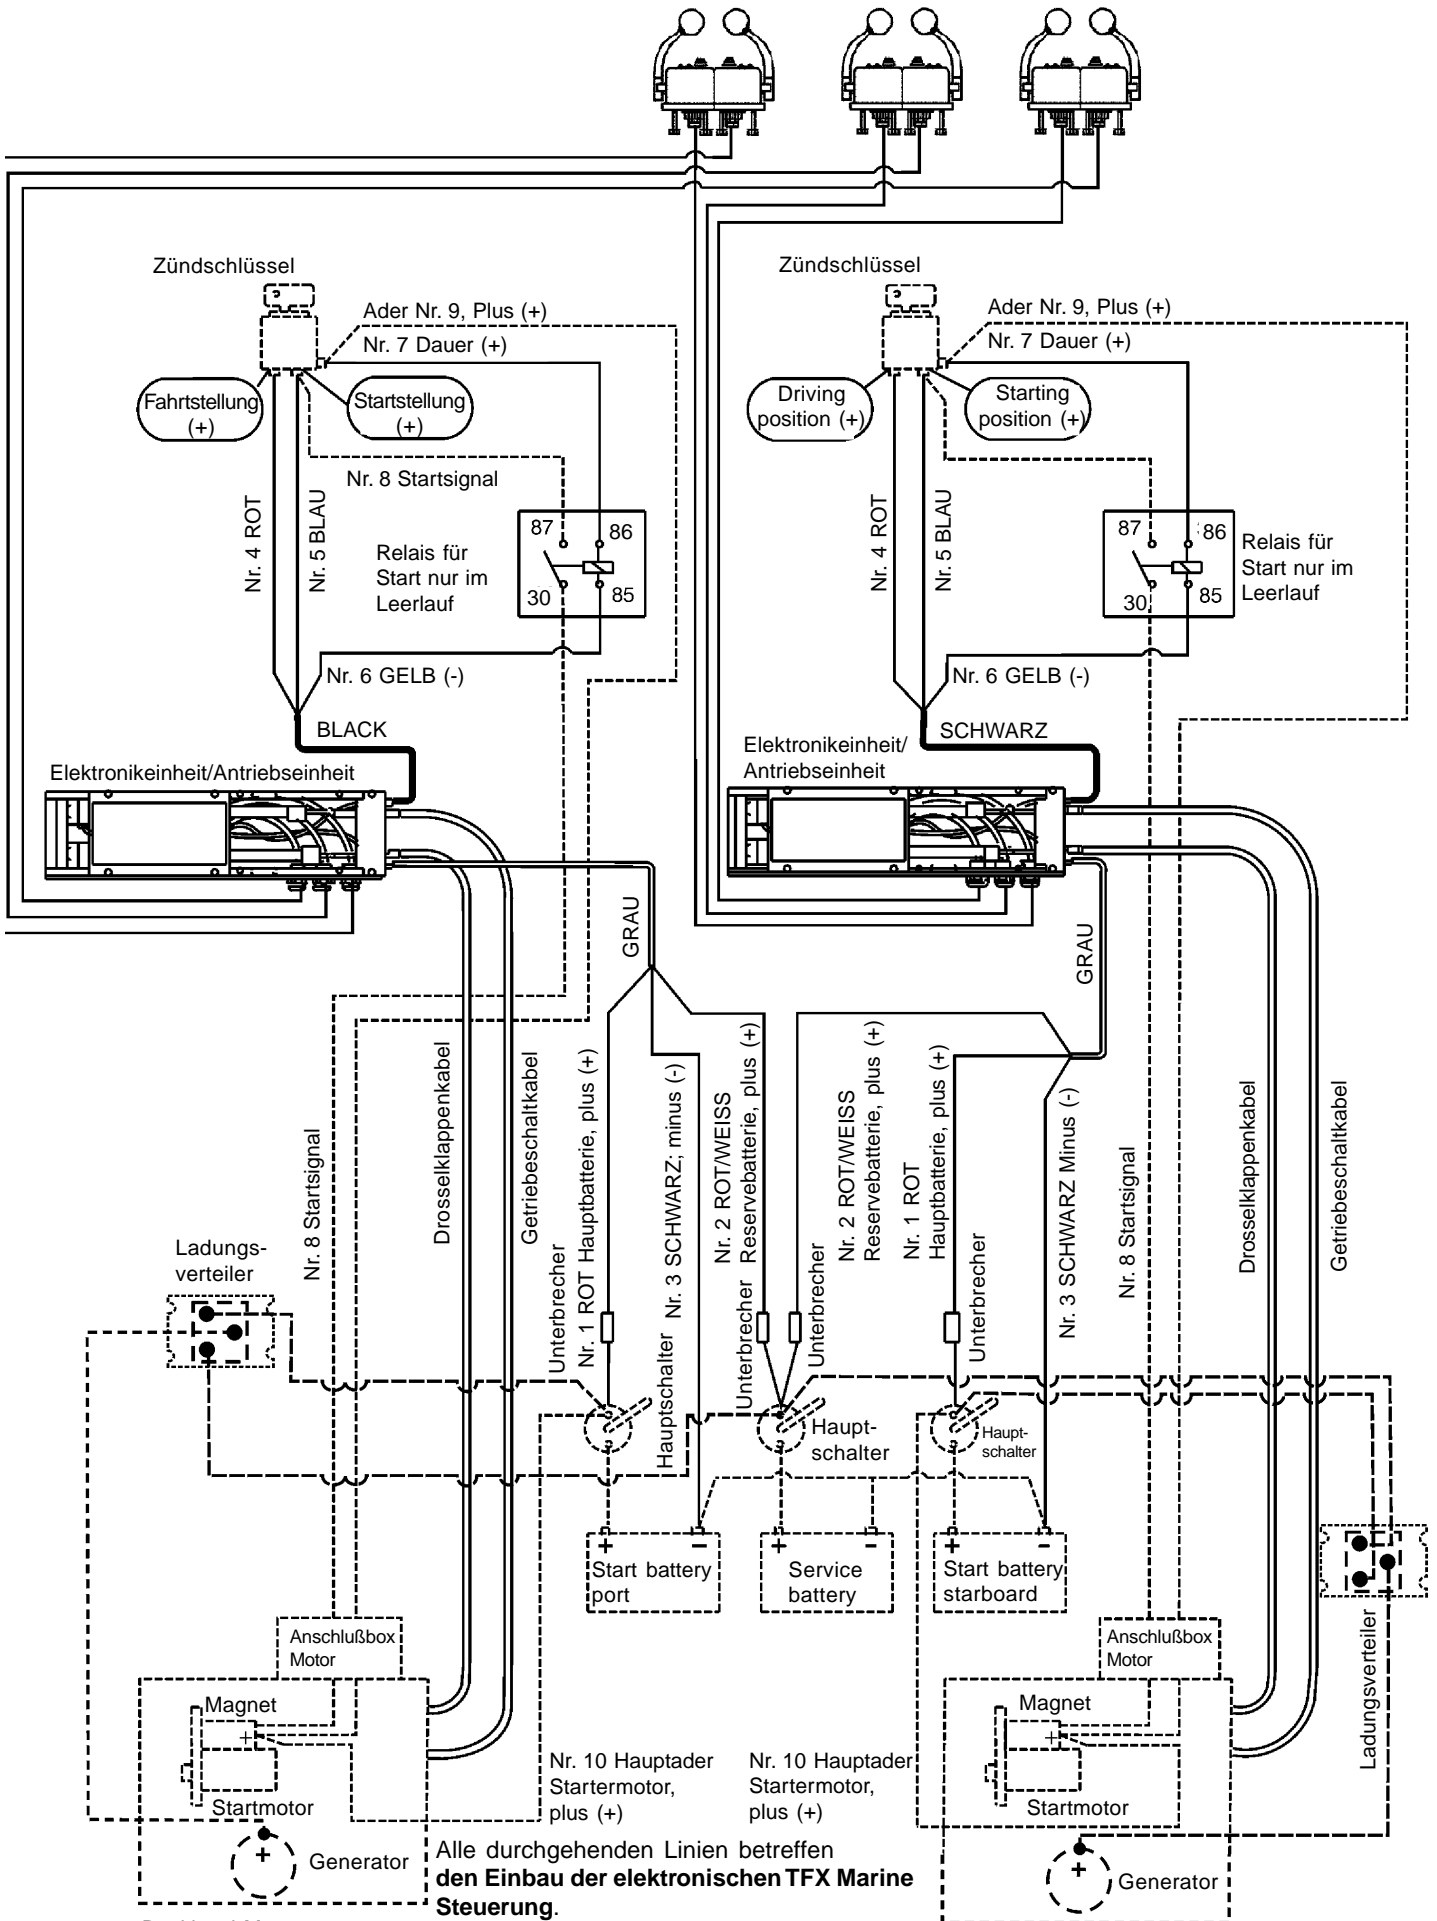 Zündschlüssel
Ader Nr. 9, Plus (+)
Nr. 7 Dauer (+)
Fahrtstellung
(+)
Startstellung
(+)
Nr. 8 Startsignal
Nr. 4 ROT
Nr. 5 BLAU
Relais für
Start nur im
Leerlauf
87
86
30
85
Nr. 6 GELB (-)
BLACK
Elektronikeinheit/Antriebseinheit
Zündschlüssel
Ader Nr. 9, Plus (+)
Nr. 7 Dauer (+)
Driving
position (+)
Starting
position (+)
Nr. 4 ROT
Nr. 5 BLAU
87
86
30
85
Relais für
Start nur im
Leerlauf
Nr. 6 GELB (-)
SCHWARZ
Elektronikeinheit/
Antriebseinheit
GRAU
GRAU
Nr. 8 Startsignal
Drosselklappenkabel
Getriebeschaltkabel
Unterbrecher
Nr. 1 ROT Hauptbatterie, plus (+)
Hauptschalter
Nr. 3 SCHWARZ; minus (-)
Nr. 2 ROT/WEISS
Reservebatterie, plus (+)
Unterbrecher
Unterbrecher
Nr. 2 ROT/WEISS
Reservebatterie, plus (+)
Nr. 1 ROT
Hauptbatterie, plus (+)
Unterbrecher
Nr. 3 SCHWARZ Minus (-)
Nr. 8 Startsignal
Drosselklappenkabel
Getriebeschaltkabel
Ladungs-
verteiler
Haupt-
schalter
Haupt-
schalter
+ -
Start battery
port
+ -
Service
battery
+ -
Start battery
starboard
Ladungsverteiler
Anschlußbox
Motor
Magnet
+
Startmotor
+
Generator
Nr. 10 Hauptader
Startermotor,
plus (+)
Nr. 10 Hauptader
Startermotor,
plus (+)
Anschlußbox
Motor
Magnet
+
Startmotor
+
Generator
Alle durchgehenden Linien betreffen
den Einbau der elektronischen TFX Marine
Steuerung.